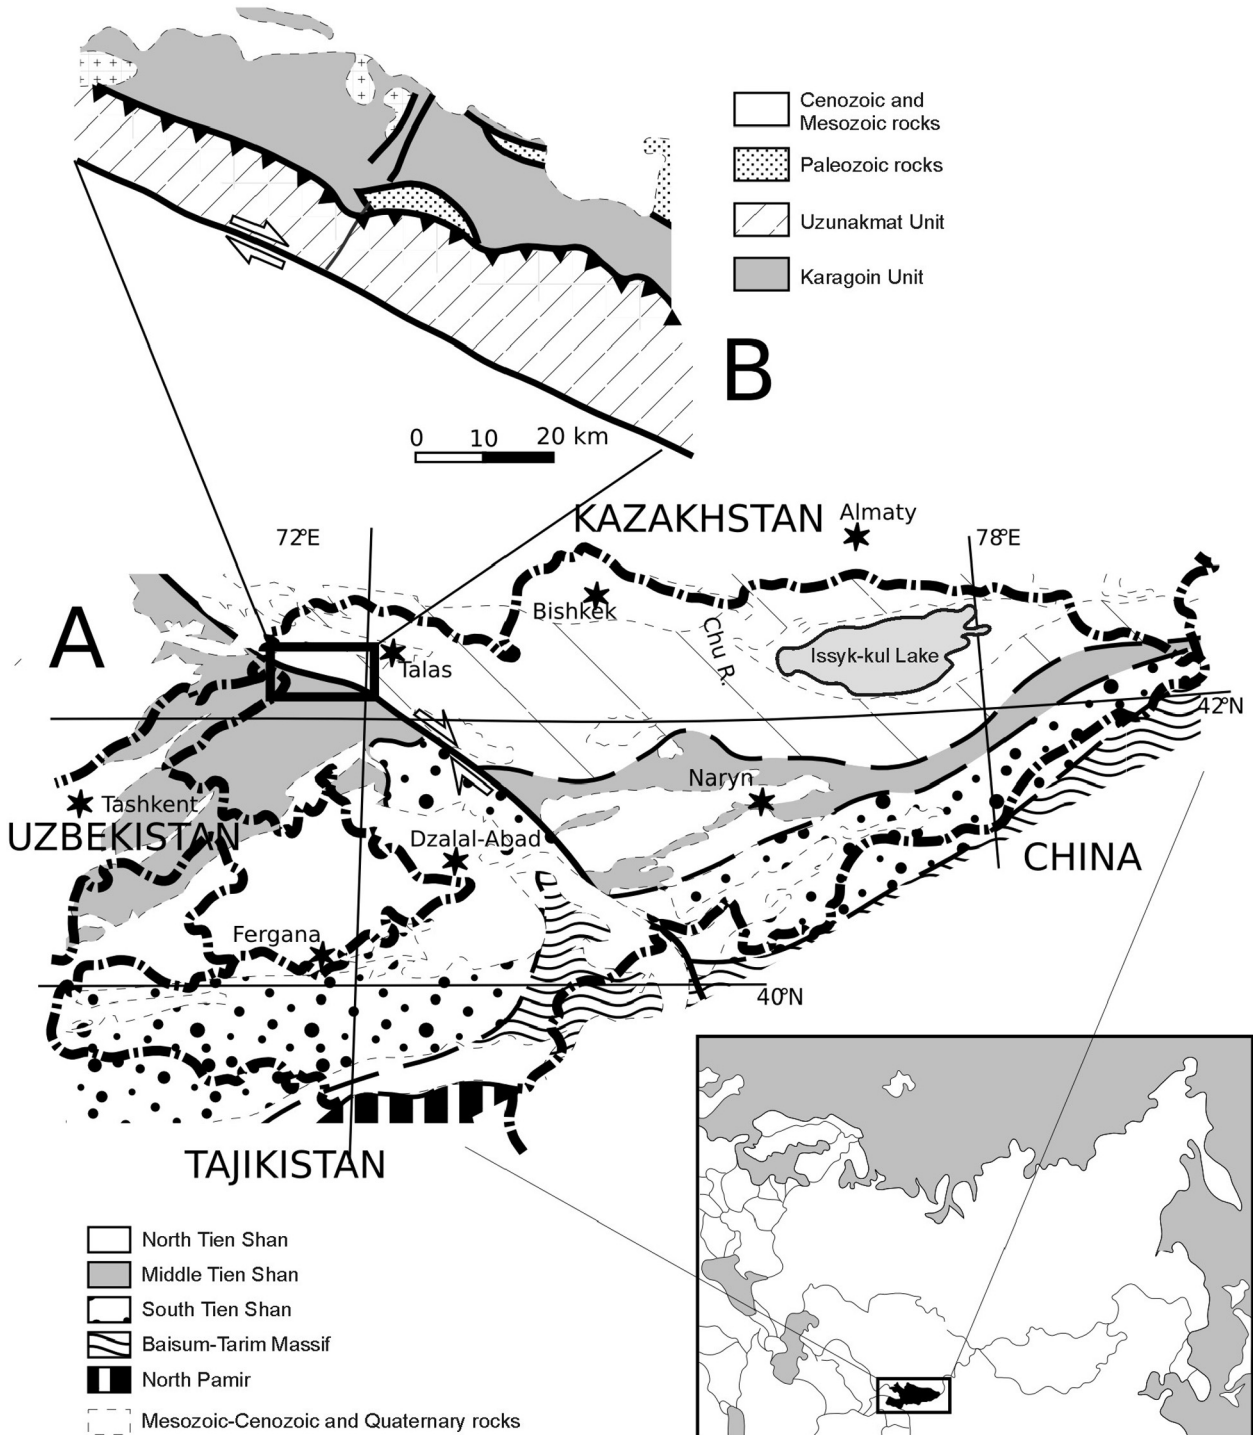 Cenozoic and
Mesozoic rocks
Paleozoic rocks
Uzunakmat Unit
Karagoin Unit
B
0 10 20 km
KAZAKHSTAN
Almaty
72°E
78°E
A
Bishkek
Chu R.
Issyk-kul Lake
Talas
42°N
Naryn
Tashkent
UZBEKISTAN
Dzalal-Abad
CHINA
Fergana
40°N
TAJIKISTAN
North Tien Shan
Middle Tien Shan
South Tien Shan
Baisum-Tarim Massif
North Pamir
Mesozoic-Cenozoic and Quaternary rocks